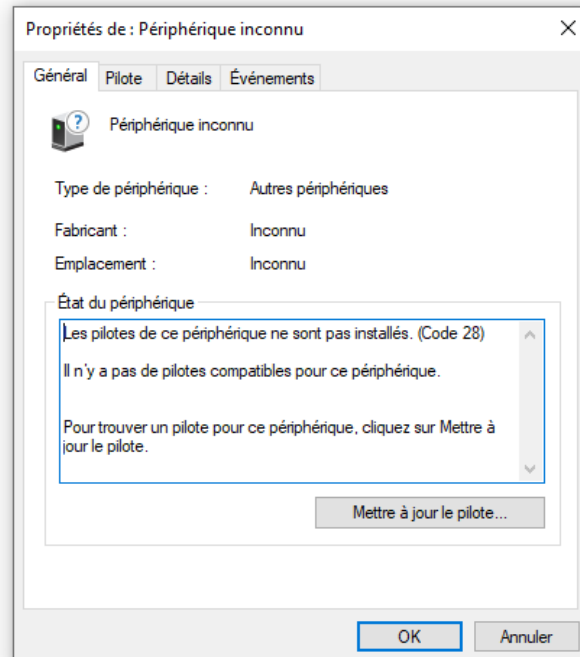 Propriétés de : Périphérique inconnu
Général Pilote Détails Événements
Périphérique inconnu
Type de périphérique : Autres périphériques
Fabricant : Inconnu
Emplacement : Inconnu
État du périphérique
Les pilotes de ce périphérique ne sont pas installés. (Code 28)
Il n'y a pas de pilotes compatibles pour ce périphérique.
Pour trouver un pilote pour ce périphérique, cliquez sur Mettre à
jour le pilote.
Mettre à jour le pilote...
OK Annuler